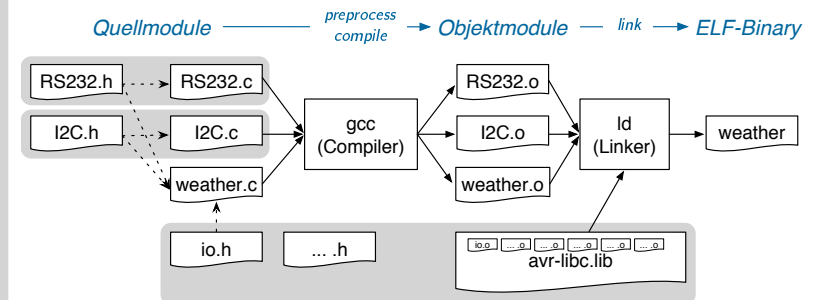 Quellmodule preprocess compile Objektmodule link ELF-Binary
RS232.h RS232.c RS232.o
I2C.h I2C.c gcc (Compiler) I2C.o ld (Linker) weather
weather.c weather.o
io.h ... .h io.o ... .o ... .o ... .o ... .o ... .o
avr-libc.lib